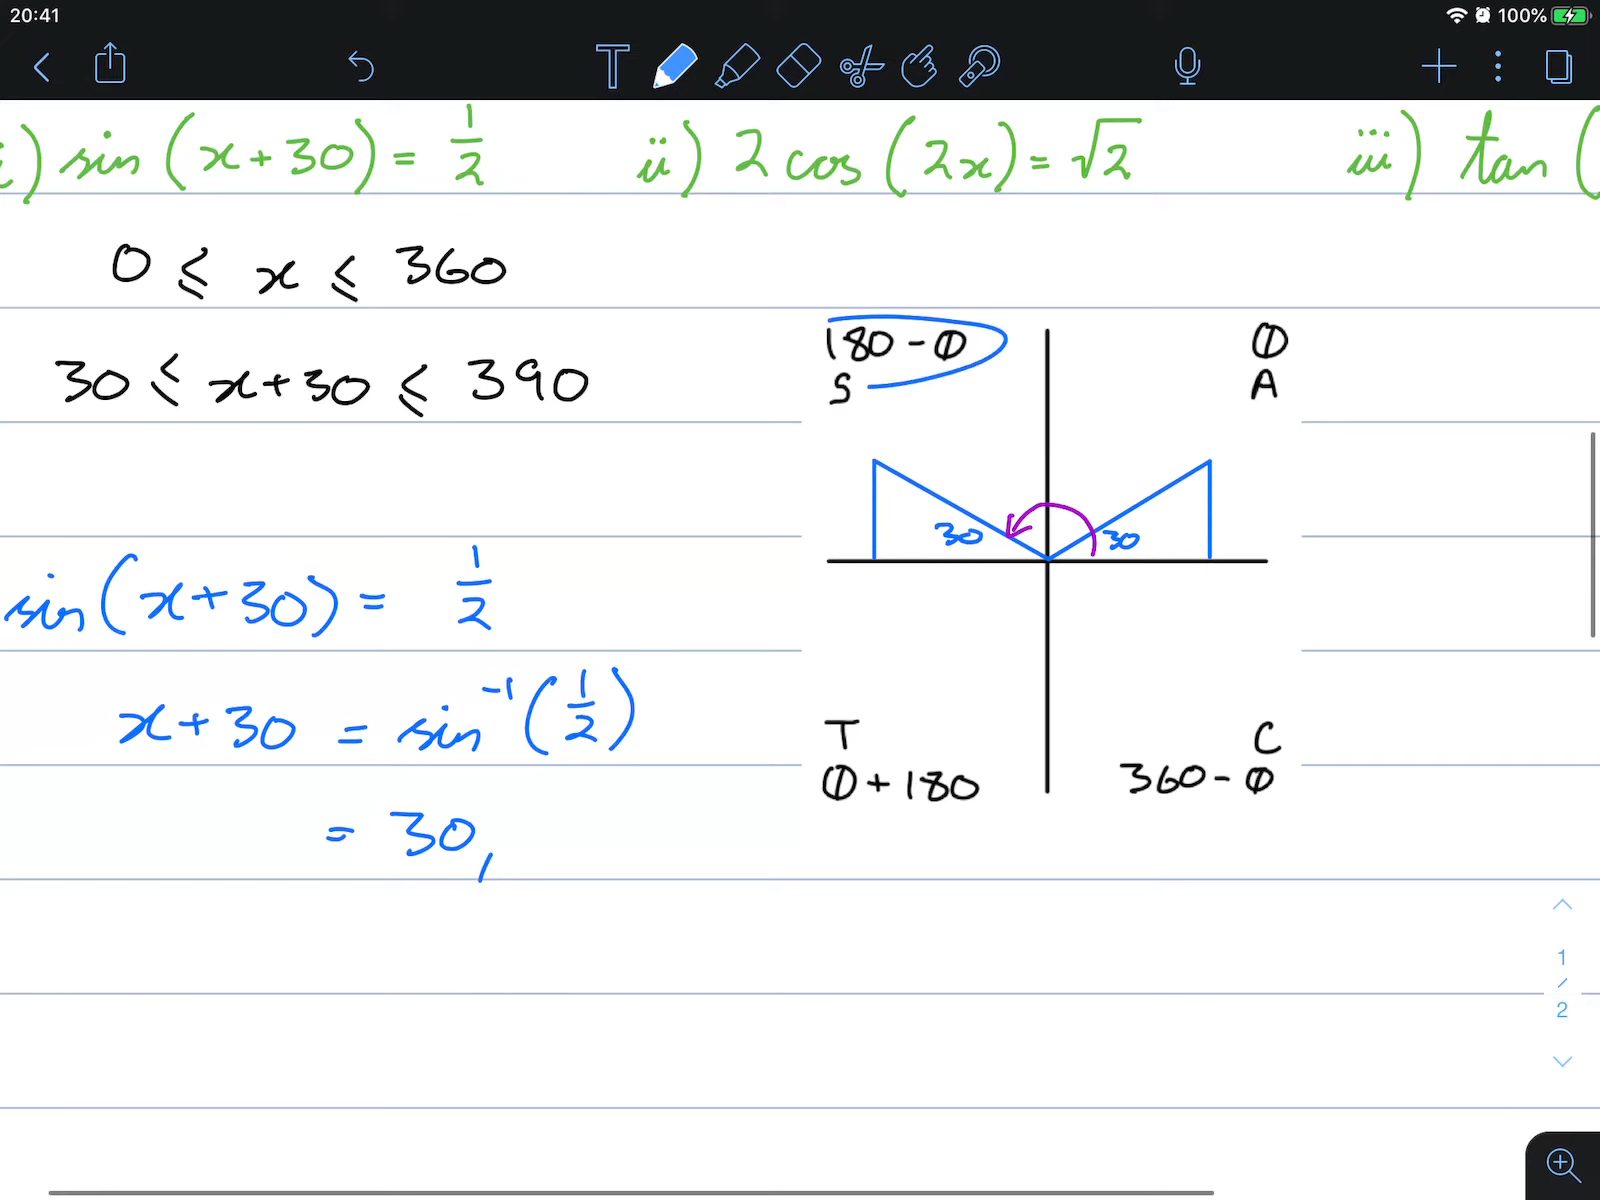 20:41
100%
i) sin(x+30) = 1/2 ii) 2 cos(2x) = √2 iii) tan(
0 ≤ x ≤ 360
30 ≤ x+30 ≤ 390
180 - Φ
S
Φ
A
30
30
sin(x+30) = 1/2
x+30 = sin⁻¹(1/2)
= 30,
T
Φ + 180
C
360 - Φ
1
/
2